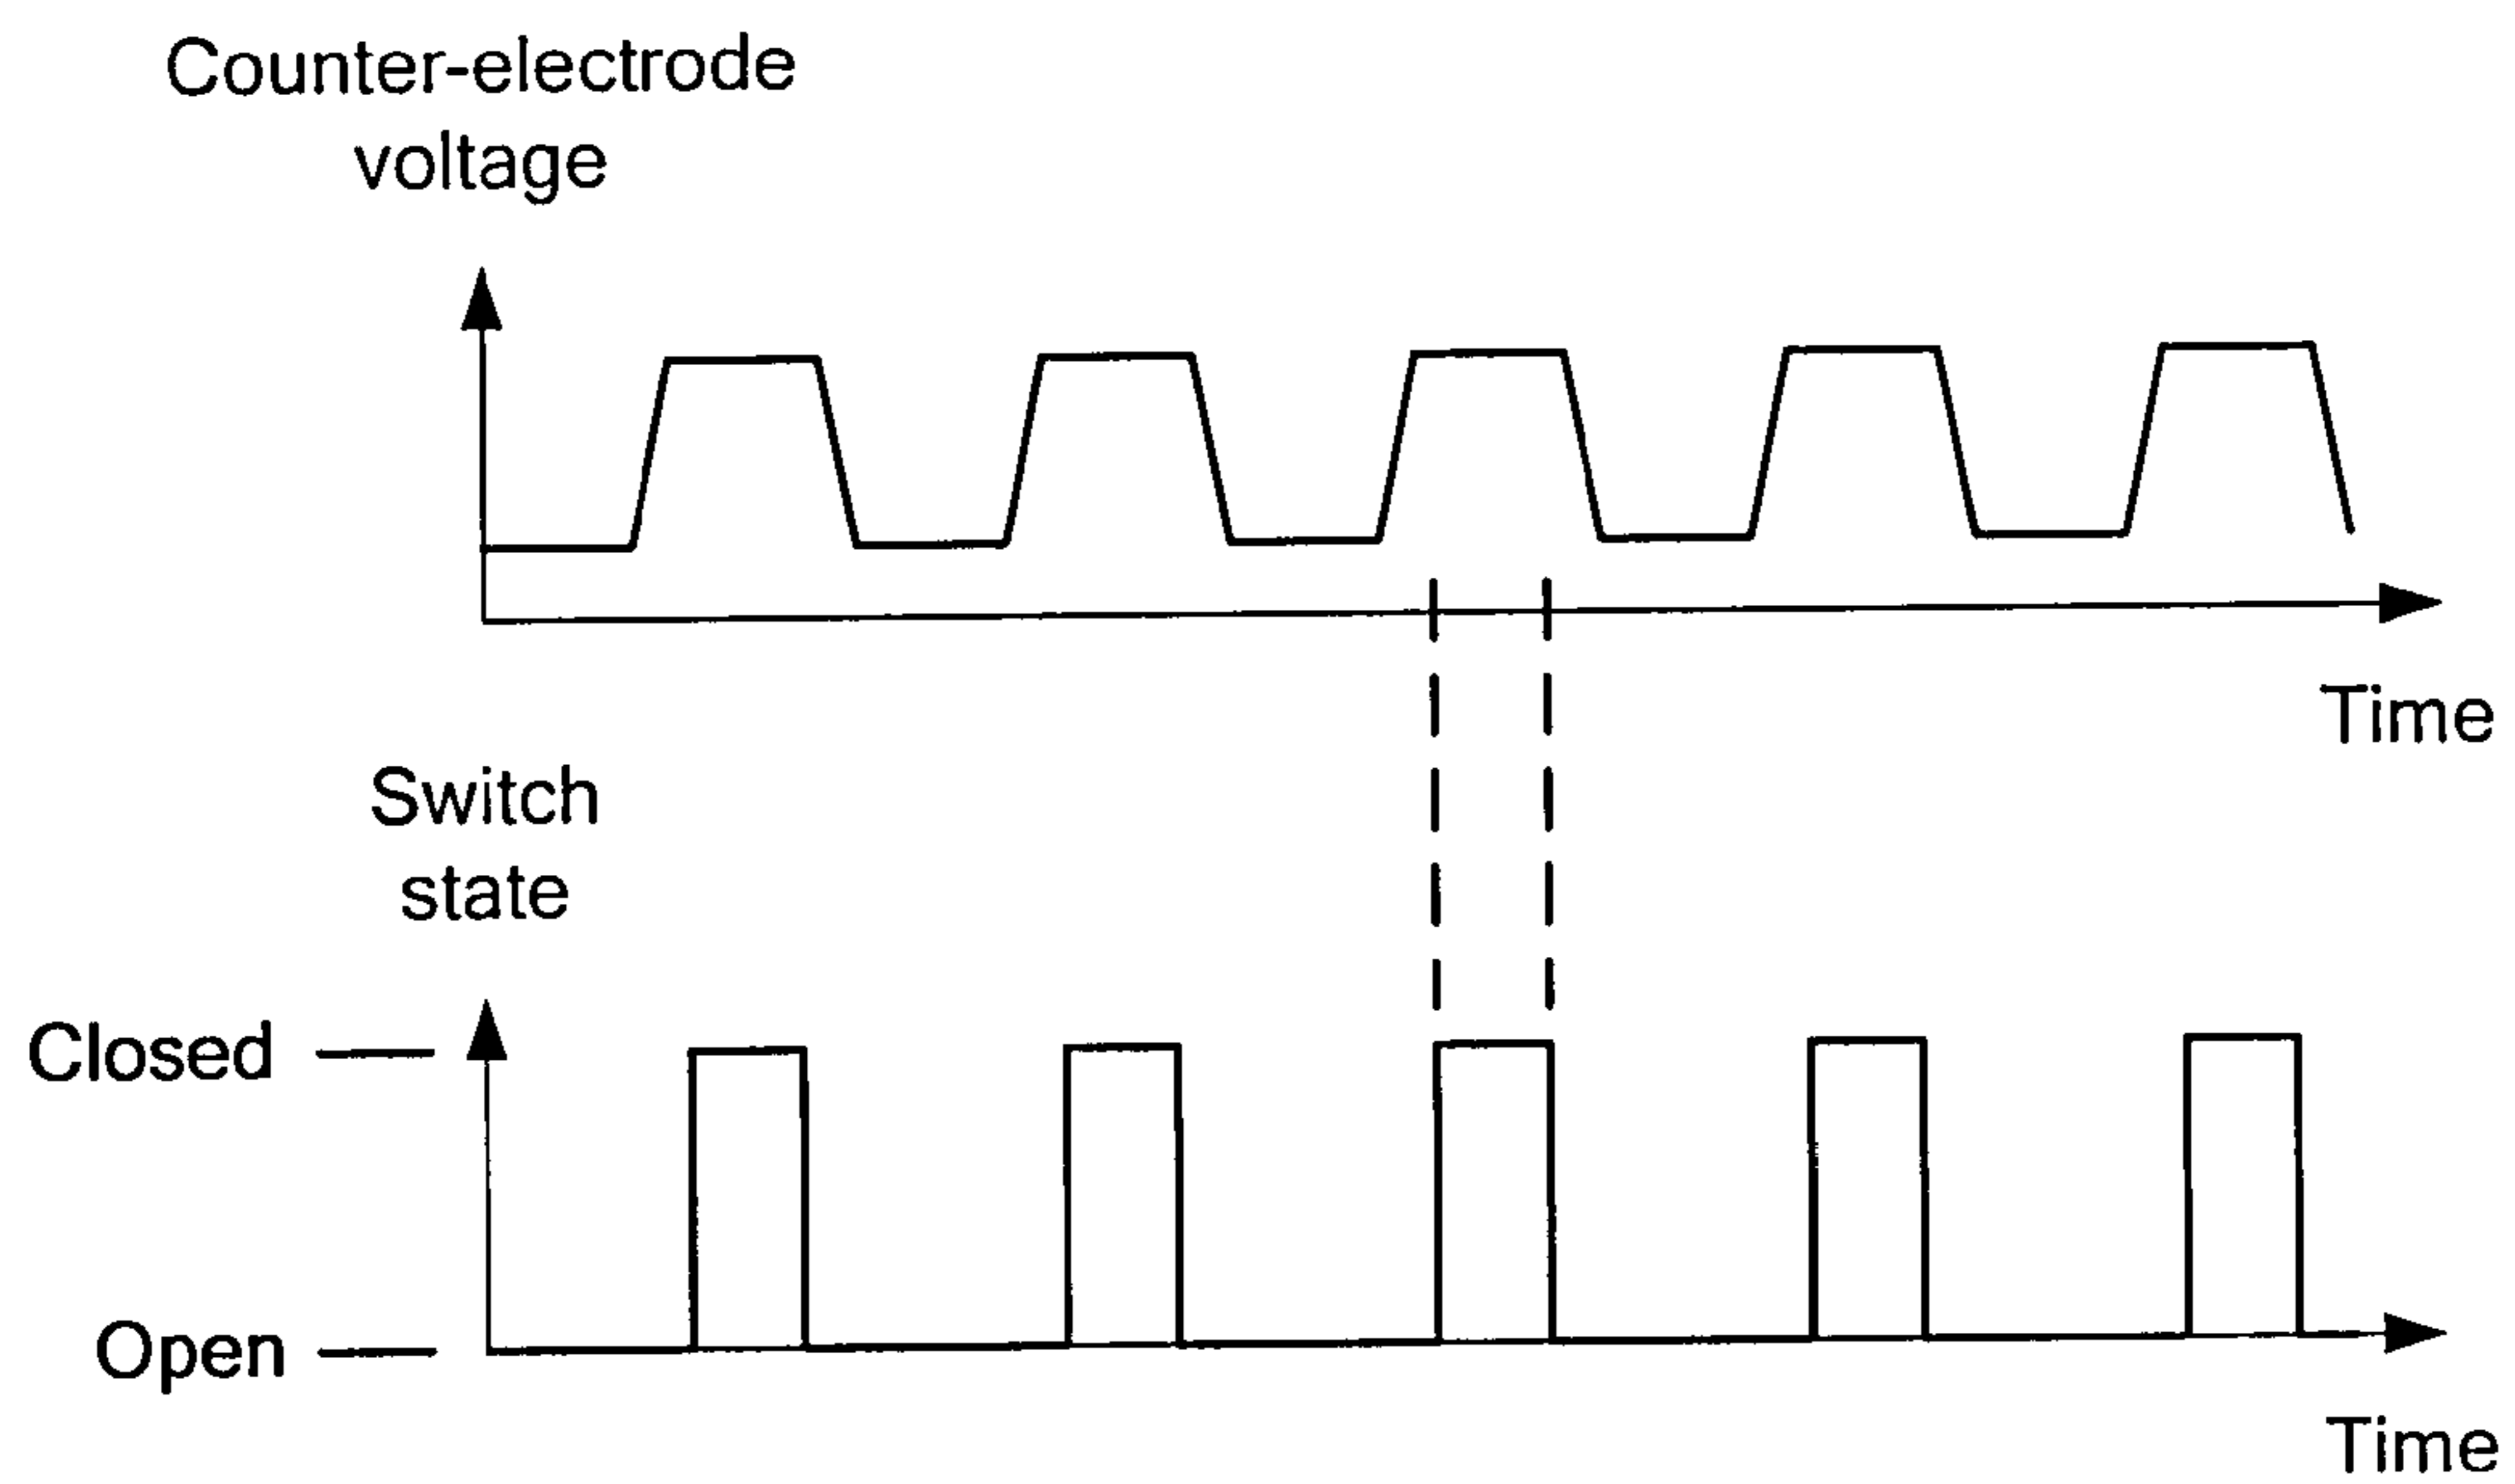 Counter-electrode
voltage
Time
Switch
state
Closed
Open
Time